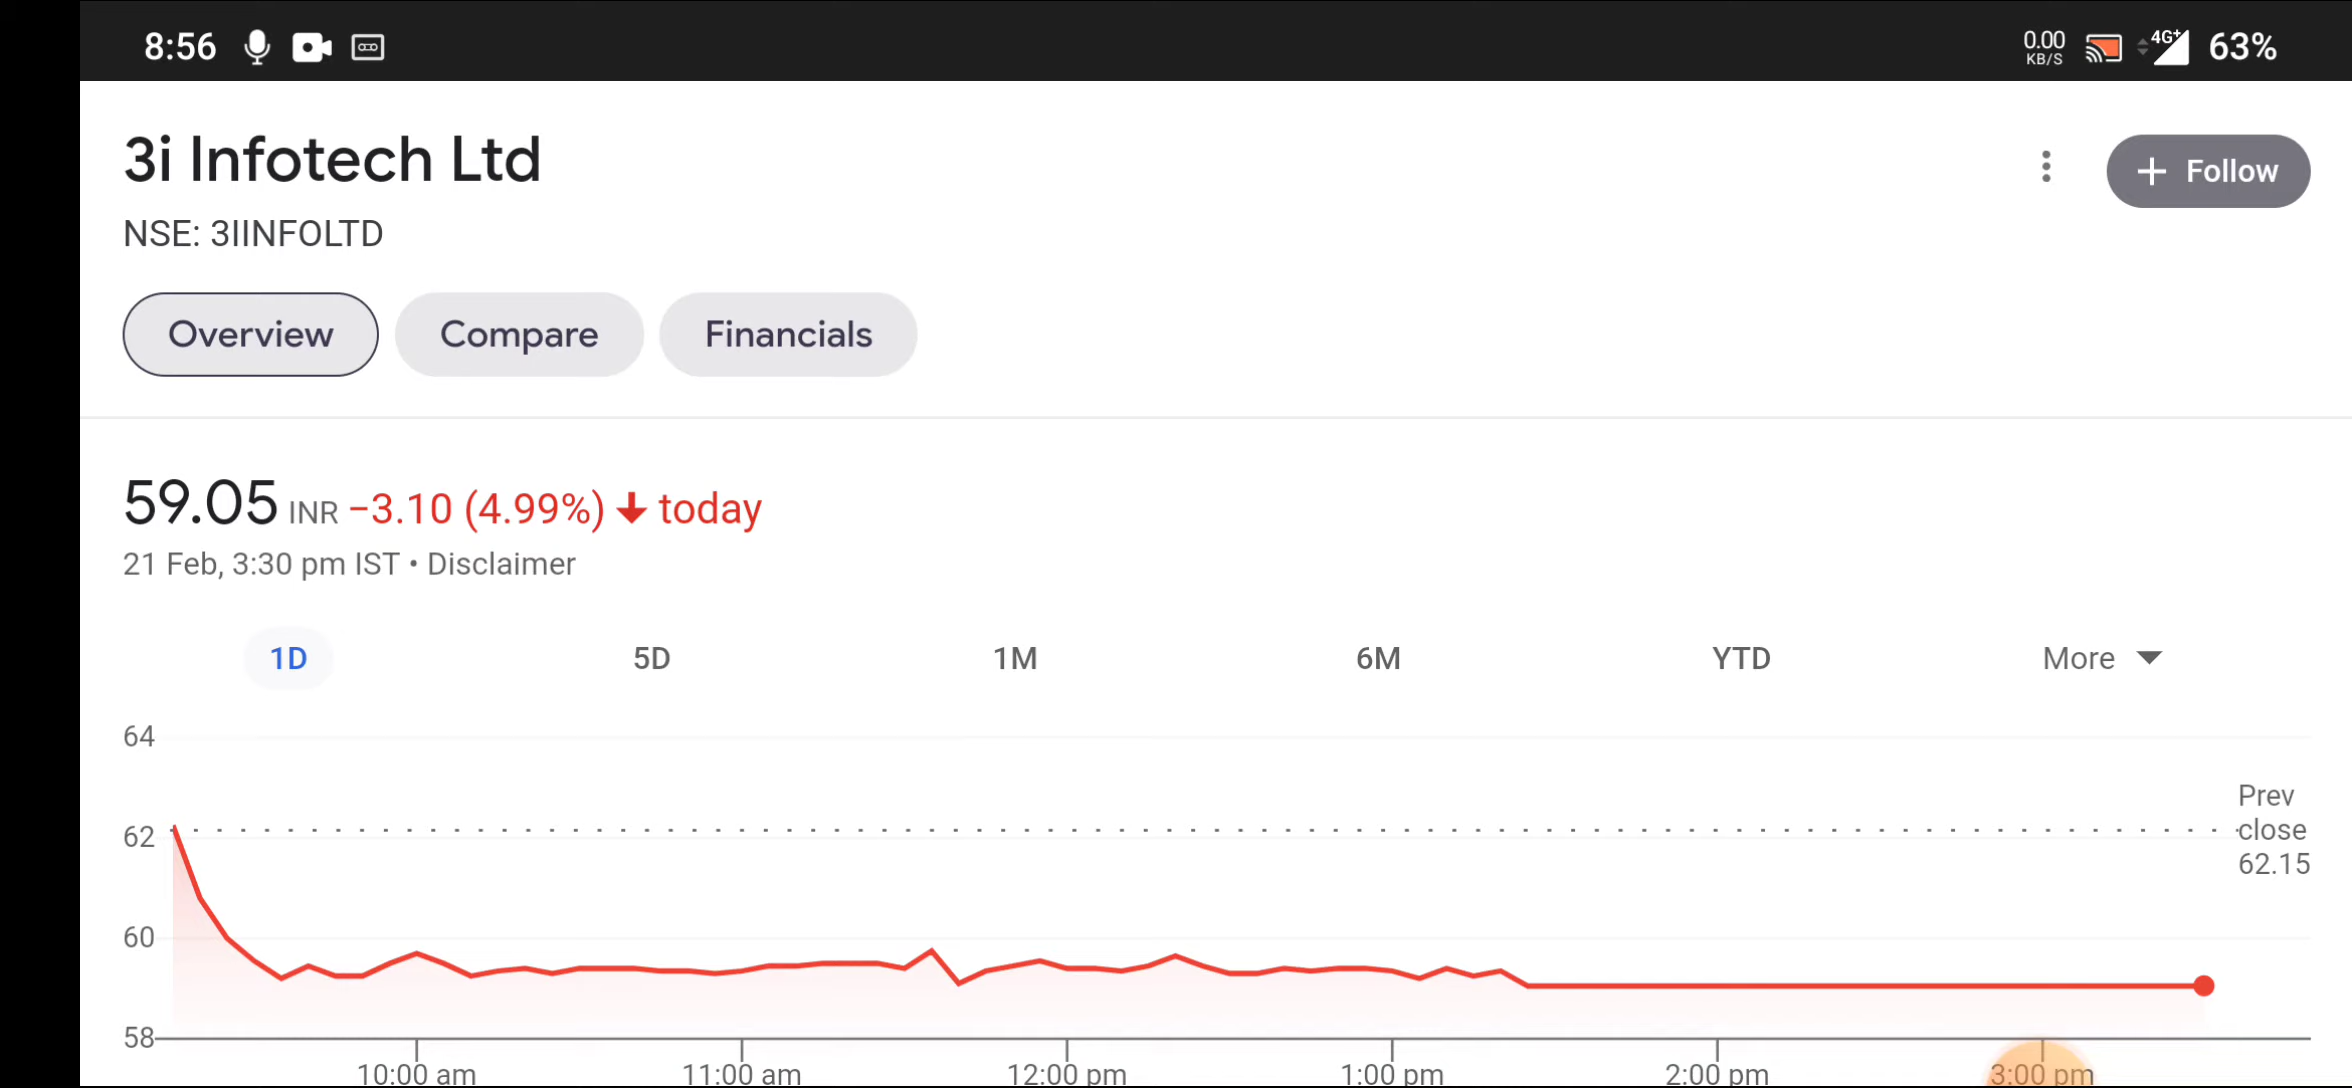 8:56
0.00 KB/S 4G+ 63%
3i Infotech Ltd
+ Follow
NSE: 3IINFOLTD
Overview Compare Financials
59.05 INR −3.10 (4.99%) ↓ today
21 Feb, 3:30 pm IST • Disclaimer
1D 5D 1M 6M YTD More
64
Prev
62 close
62.15
60
58
10:00 am 11:00 am 12:00 pm 1:00 pm 2:00 pm 3:00 pm